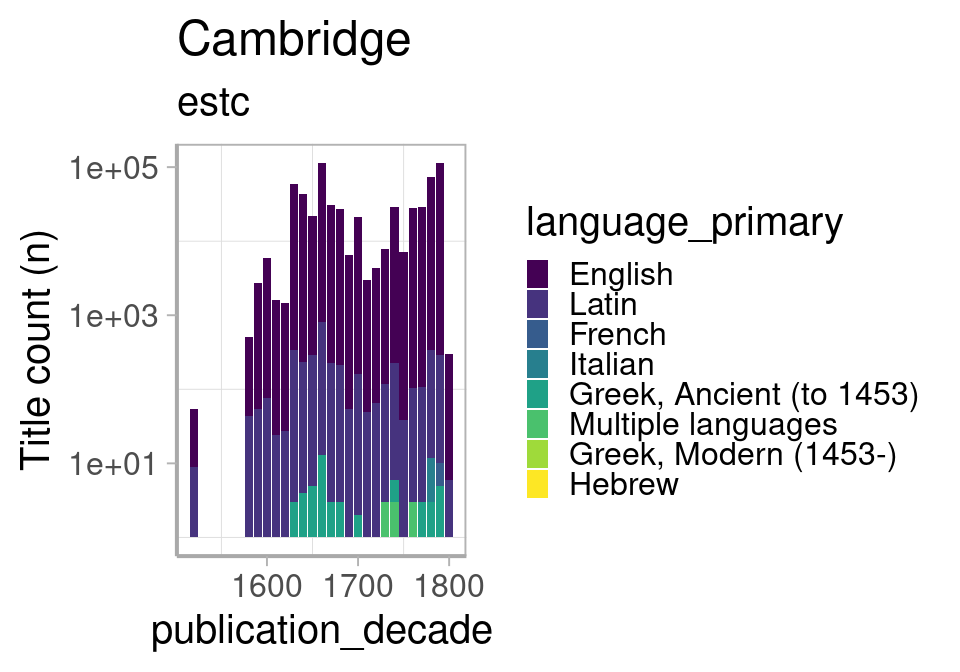 Cambridge
estc
1e+05
1e+03
1e+01
Title count (n)
1600 1700 1800
publication_decade
language_primary
English
Latin
French
Italian
Greek, Ancient (to 1453)
Multiple languages
Greek, Modern (1453-)
Hebrew